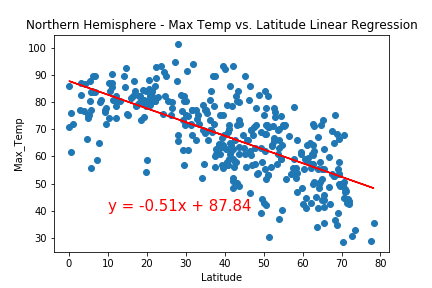 Northern Hemisphere - Max Temp vs. Latitude Linear Regression
100
90
80
70
60
50
40
30
Max_Temp
y = -0.51x + 87.84
0 10 20 30 40 50 60 70 80
Latitude